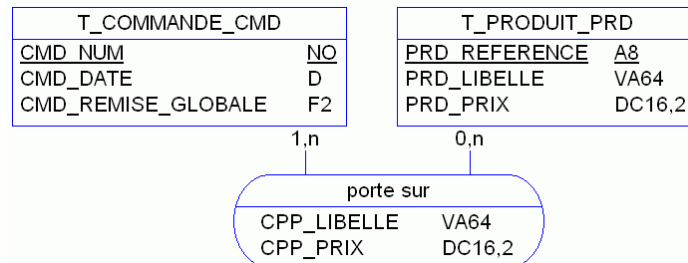 T_COMMANDE_CMD
CMD_NUM NO
CMD_DATE D
CMD_REMISE_GLOBALE F2
T_PRODUIT_PRD
PRD_REFERENCE A8
PRD_LIBELLE VA64
PRD_PRIX DC16,2
1,n
0,n
porte sur
CPP_LIBELLE VA64
CPP_PRIX DC16,2